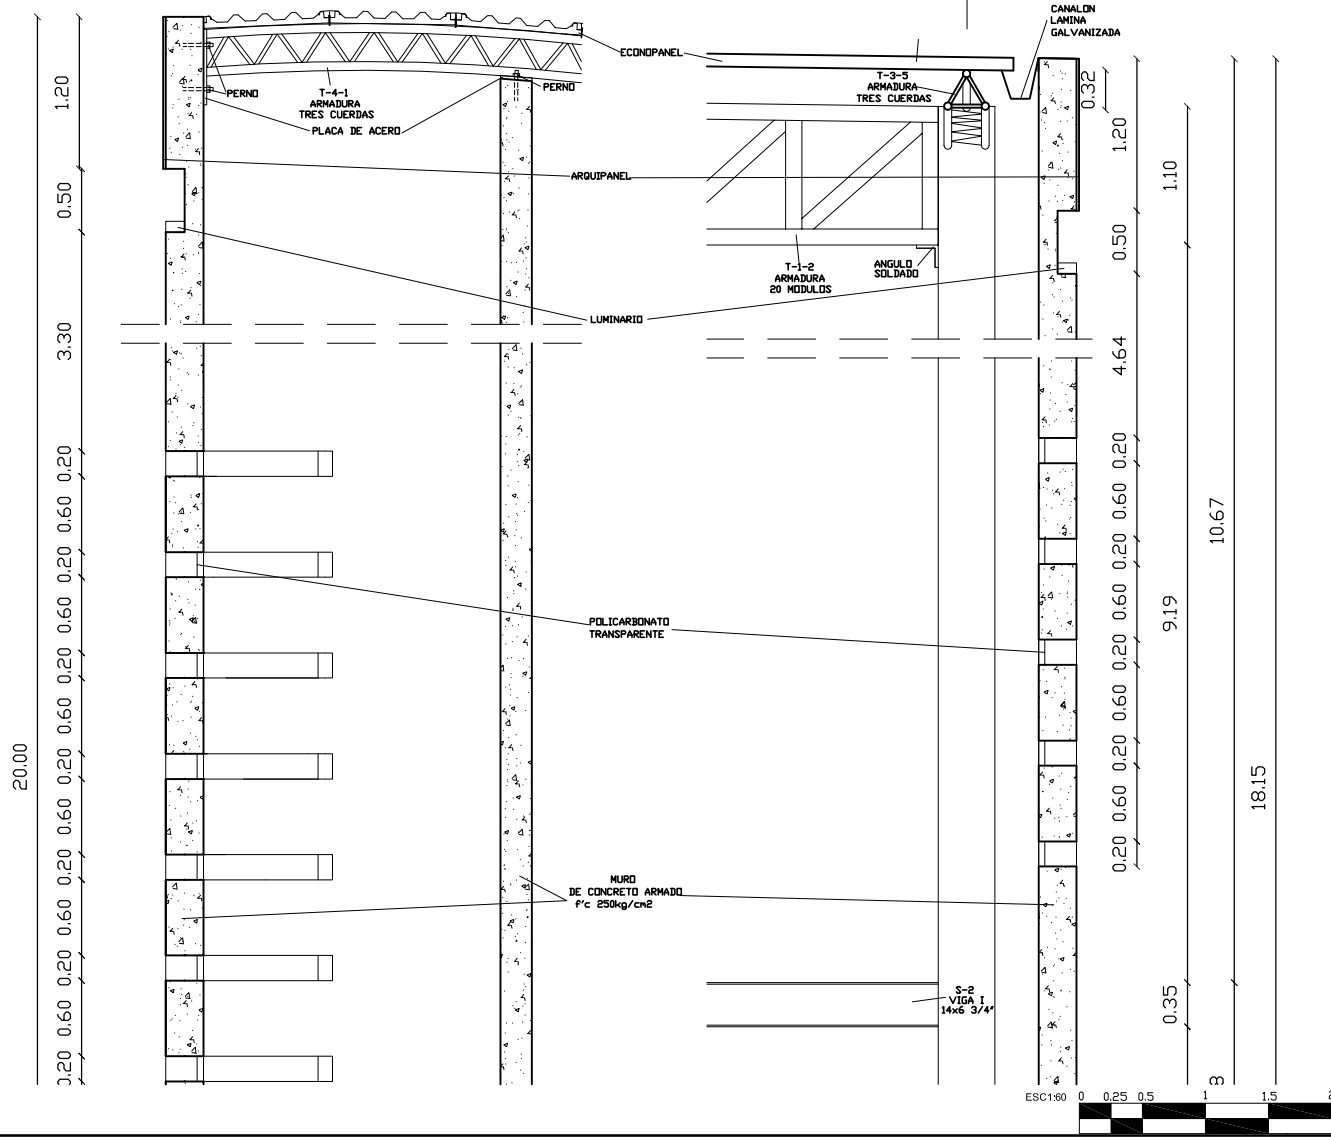 CANALON
LAMINA
GALVANIZADA
ECONOPANEL
T-3-5
ARMADURA
TRES CUERDAS
PERNO
T-4-1
ARMADURA
TRES CUERDAS
PERNO
PLACA DE ACERO
ARQUIPANEL
T-1-2
ARMADURA
20 MODULOS
ANGULO
SOLDADO
LUMINARIO
POLICARBONATO
TRANSPARENTE
MURO
DE CONCRETO ARMADO
f'c 250kg/cm2
S-2
VIGA I
14x6 3/4"
20.00
1.20
0.50
3.30
0.20
0.60
0.20
0.60
0.20
0.60
0.20
0.60
0.20
0.60
0.20
0.60
0.20
0.32
1.20
0.50
4.64
0.20
0.60
0.20
0.60
0.20
0.60
0.20
0.60
0.20
1.10
9.19
0.35
10.67
8
18.15
ESC1:60
0 0.25 0.5 1 1.5 2